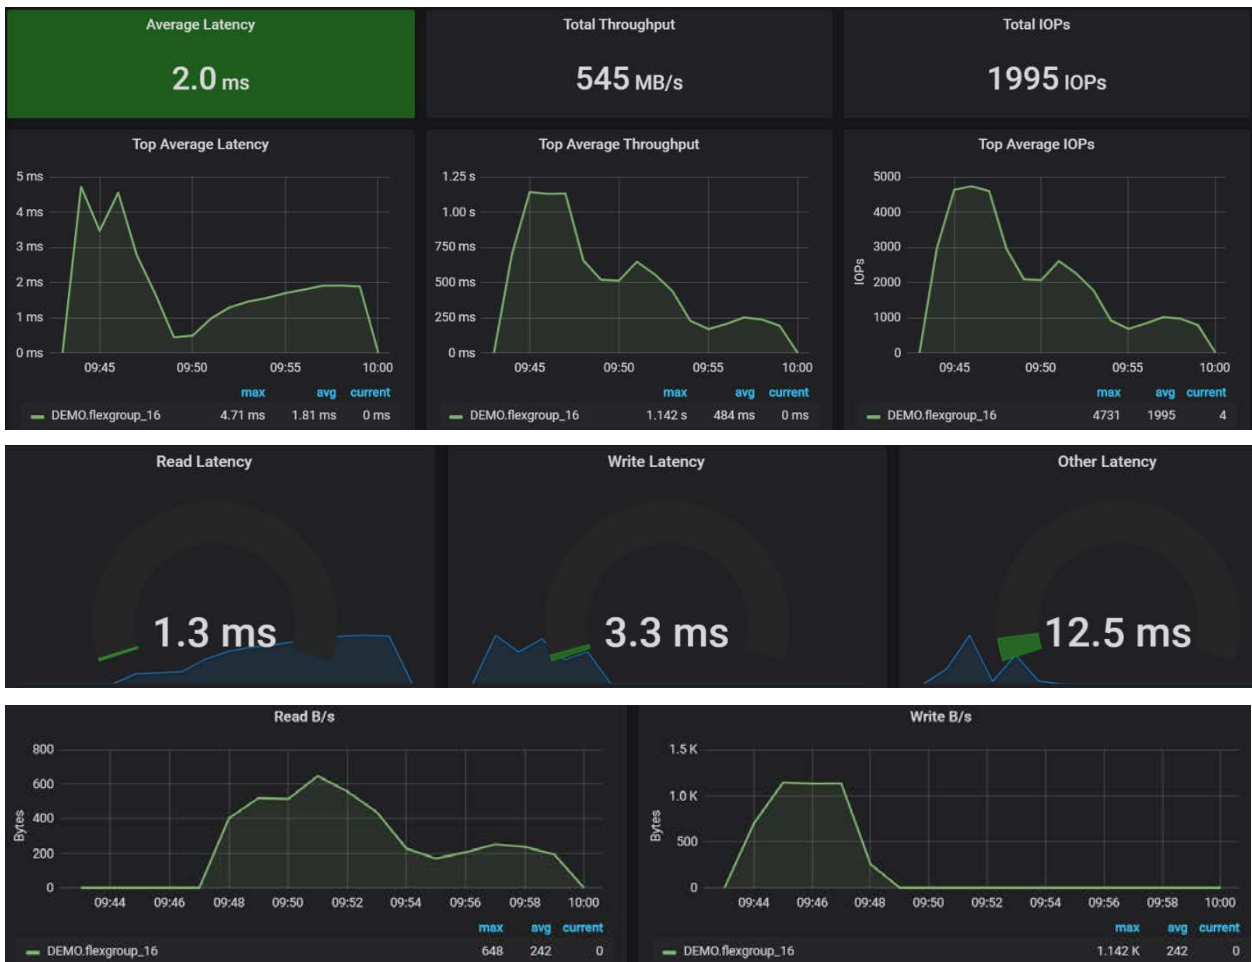 Average Latency
2.0 ms
Total Throughput
545 MB/s
Total IOPs
1995 IOPs
Top Average Latency
5 ms
4 ms
3 ms
2 ms
1 ms
0 ms
09:45 09:50 09:55 10:00
max avg current
DEMO.flexgroup_16 4.71 ms 1.81 ms 0 ms
Top Average Throughput
1.25 s
1.00 s
750 ms
500 ms
250 ms
0 ms
09:45 09:50 09:55 10:00
max avg current
DEMO.flexgroup_16 1.142 s 484 ms 0 ms
Top Average IOPs
5000
4000
3000
2000
1000
0
IOPs
09:45 09:50 09:55 10:00
max avg current
DEMO.flexgroup_16 4731 1995 4
Read Latency
1.3 ms
Write Latency
3.3 ms
Other Latency
12.5 ms
Read B/s
800
600
400
200
0
Bytes
09:44 09:46 09:48 09:50 09:52 09:54 09:56 09:58 10:00
max avg current
DEMO.flexgroup_16 648 242 0
Write B/s
1.5 K
1.0 K
500
0
Bytes
09:44 09:46 09:48 09:50 09:52 09:54 09:56 09:58 10:00
max avg current
DEMO.flexgroup_16 1.142 K 242 0